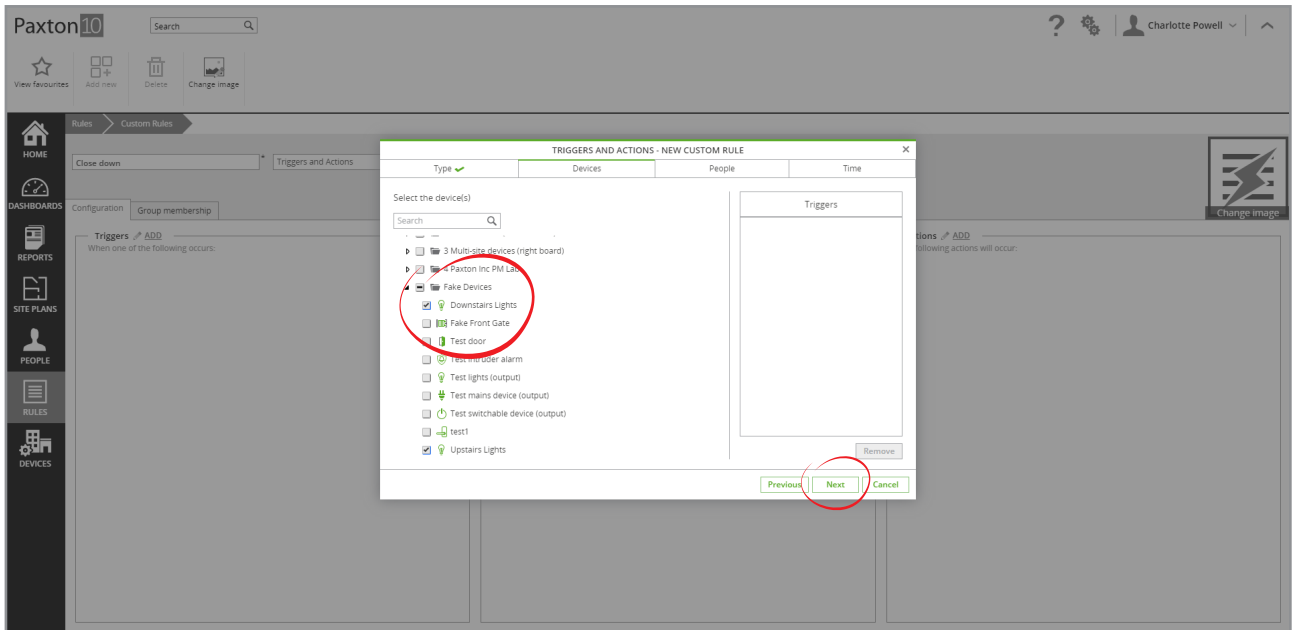 Paxton10
Search
Charlotte Powell
View favourites
Add new
Delete
Change image
Rules
Custom Rules
HOME
DASHBOARDS
REPORTS
SITE PLANS
PEOPLE
RULES
DEVICES
Close down
*
Triggers and Actions
Configuration
Group membership
Triggers ADD
When one of the following occurs:
TRIGGERS AND ACTIONS - NEW CUSTOM RULE
Type
Devices
People
Time
Select the device(s)
Search
3 Multi-site devices (right board)
4 Paxton Inc PM Lab
Fake Devices
Downstairs Lights
Fake Front Gate
Test door
Test intruder alarm
Test lights (output)
Test mains device (output)
Test switchable device (output)
test1
Upstairs Lights
Triggers
Remove
Previous
Next
Cancel
tions ADD
following actions will occur:
Change image